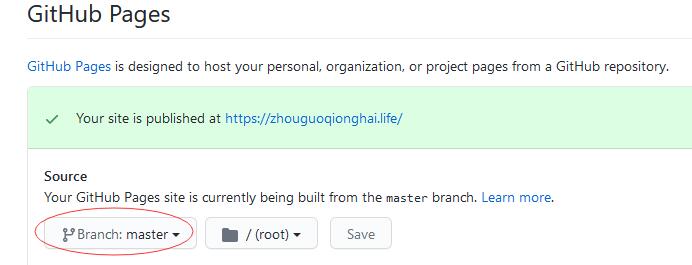 GitHub Pages
GitHub Pages is designed to host your personal, organization, or project pages from a GitHub repository.
Your site is published at https://zhouguoqionghai.life/
Source
Your GitHub Pages site is currently being built from the master branch. Learn more.
Branch: master / (root) Save